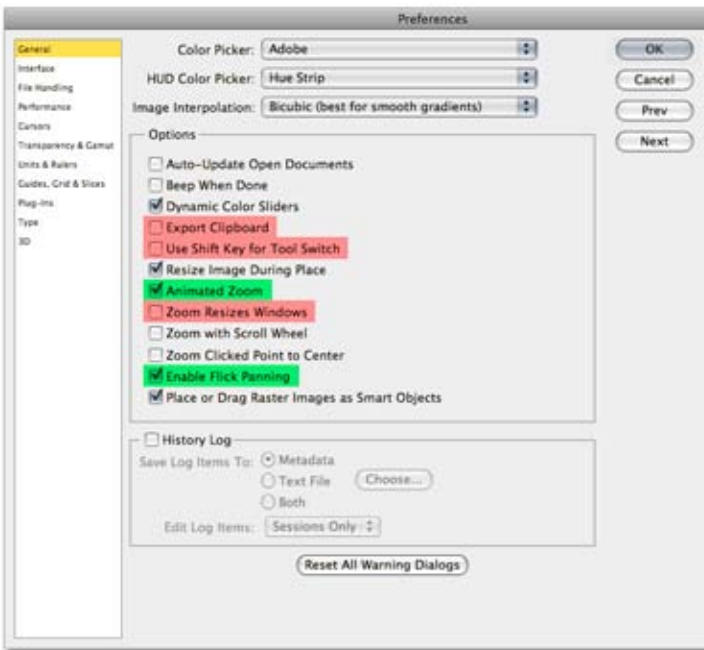 Preferences
General
Interface
File Handling
Performance
Cursors
Transparency & Gamut
Units & Rulers
Guides, Grid & Slices
Plug-Ins
Type
3D
Color Picker: Adobe
HUD Color Picker: Hue Strip
Image Interpolation: Bicubic (best for smooth gradients)
OK
Cancel
Prev
Next
Options
Auto-Update Open Documents
Beep When Done
Dynamic Color Sliders
Export Clipboard
Use Shift Key for Tool Switch
Resize Image During Place
Animated Zoom
Zoom Resizes Windows
Zoom with Scroll Wheel
Zoom Clicked Point to Center
Enable Flick Panning
Place or Drag Raster Images as Smart Objects
History Log
Save Log Items To: Metadata
Text File Choose...
Both
Edit Log Items: Sessions Only
Reset All Warning Dialogs